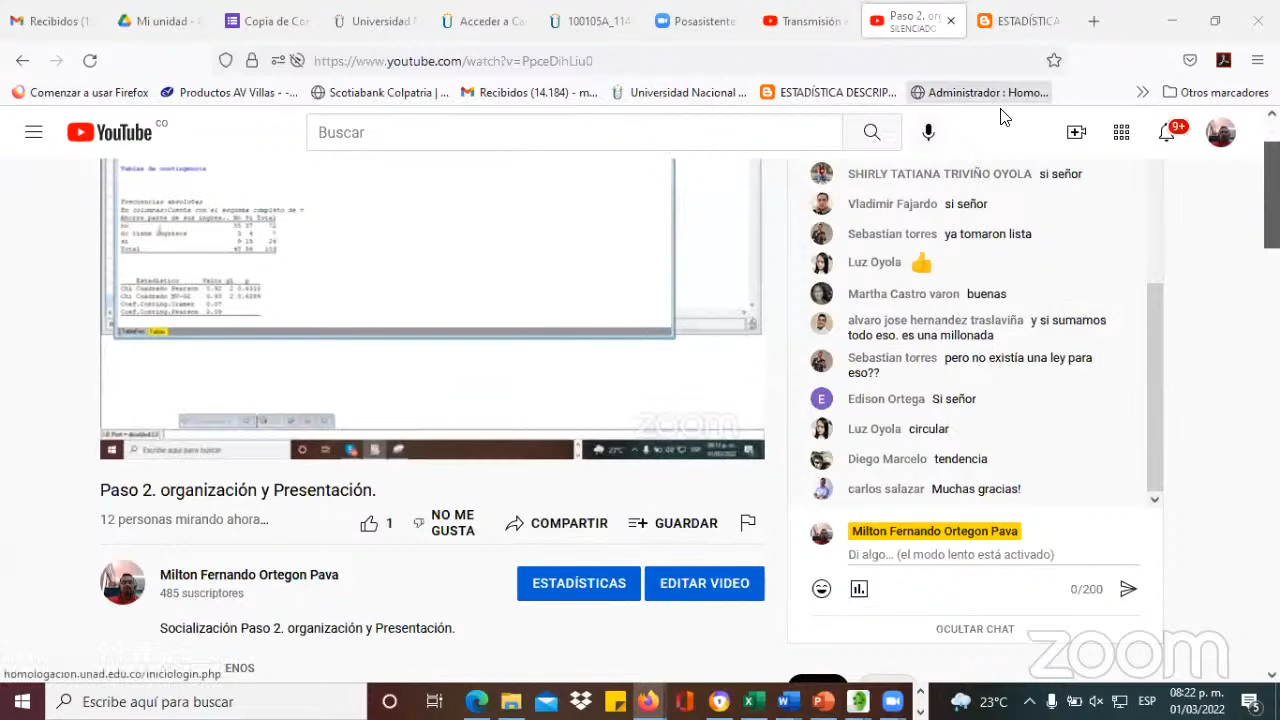 Recibidos (1
Mi unidad -
Copia de Co
Universidad N
Acceder a Ca
100105A_114
Posasistente
Transmisión
Paso 2. or
SILENCIADO
ESTADÍSTICA
https://www.youtube.com/watch?v=PpceDihLiu0
Comenzar a usar Firefox
Productos AV Villas - -...
Scotiabank Colpatria |...
Recibidos (14.184) - m...
Universidad Nacional ...
ESTADÍSTICA DESCRIP...
Administrador : Homo...
Otros marcadores
YouTube CO
Buscar
9+
Tablas de contingencia
Frecuencias absolutas
Total
Paso 2. organización y Presentación.
12 personas mirando ahora...
1
NO ME
GUSTA
COMPARTIR
GUARDAR
Milton Fernando Ortegon Pava
485 suscriptores
ESTADÍSTICAS
EDITAR VIDEO
Socialización Paso 2. organización y Presentación.
ENOS
homologacion.unad.edu.co/iniciologin.php
SHIRLY TATIANA TRIVIÑO OYOLA si señor
Vladimir Fajardo si señor
Sebastian torres ya tomaron lista
Luz Oyola
Martha Castro varon buenas
alvaro jose hernandez traslaviña y si sumamos
todo eso. es una millonada
Sebastian torres pero no existía una ley para
eso??
E
Edison Ortega Si señor
Luz Oyola circular
Diego Marcelo tendencia
carlos salazar Muchas gracias!
Milton Fernando Ortegon Pava
Di algo... (el modo lento está activado)
0/200
OCULTAR CHAT
zoom
Escribe aquí para buscar
23°C
ESP
08:22 p. m.
01/03/2022
5